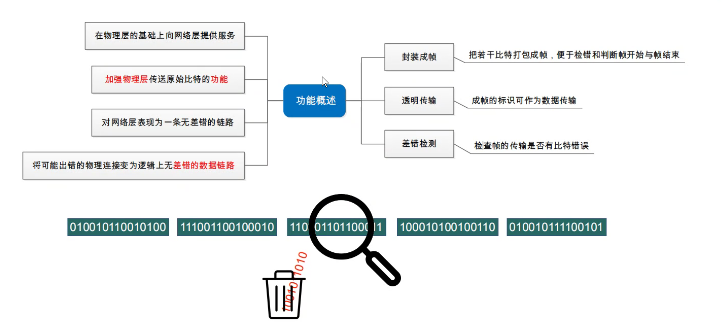 在物理层的基础上向网络层提供服务
加强物理层传送原始比特的功能
对网络层表现为一条无差错的链路
将可能出错的物理连接变为逻辑上无差错的数据链路
功能概述
封装成帧
把若干比特打包成帧，便于检错和判断帧开始与帧结束
透明传输
成帧的标识可作为数据传输
差错检测
检查帧的传输是否有比特错误
010010110010100
111001100100010
100010100100110
010010111100101